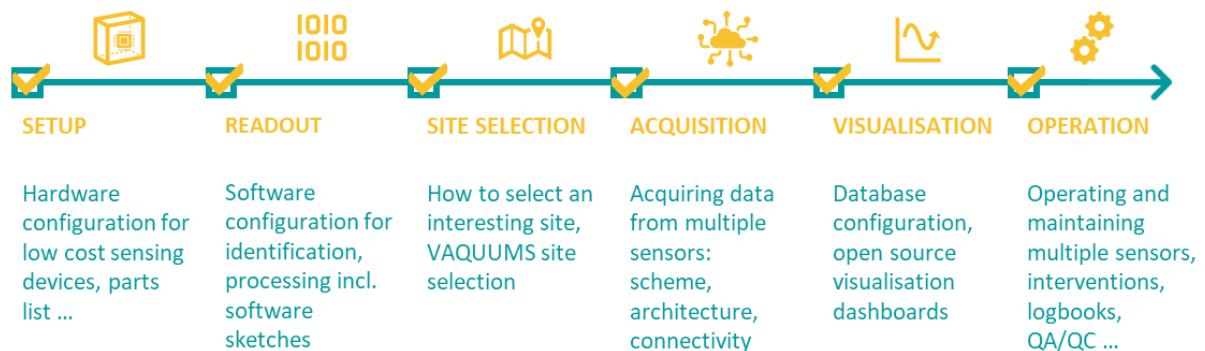 IOIO
IOIO
SETUP
Hardware
configuration for
low cost sensing
devices, parts
list ...
READOUT
Software
configuration for
identification,
processing incl.
software
sketches
SITE SELECTION
How to select an
interesting site,
VAQUUMS site
selection
ACQUISITION
Acquiring data
from multiple
sensors:
scheme,
architecture,
connectivity
VISUALISATION
Database
configuration,
open source
visualisation
dashboards
OPERATION
Operating and
maintaining
multiple sensors,
interventions,
logbooks,
QA/QC ...